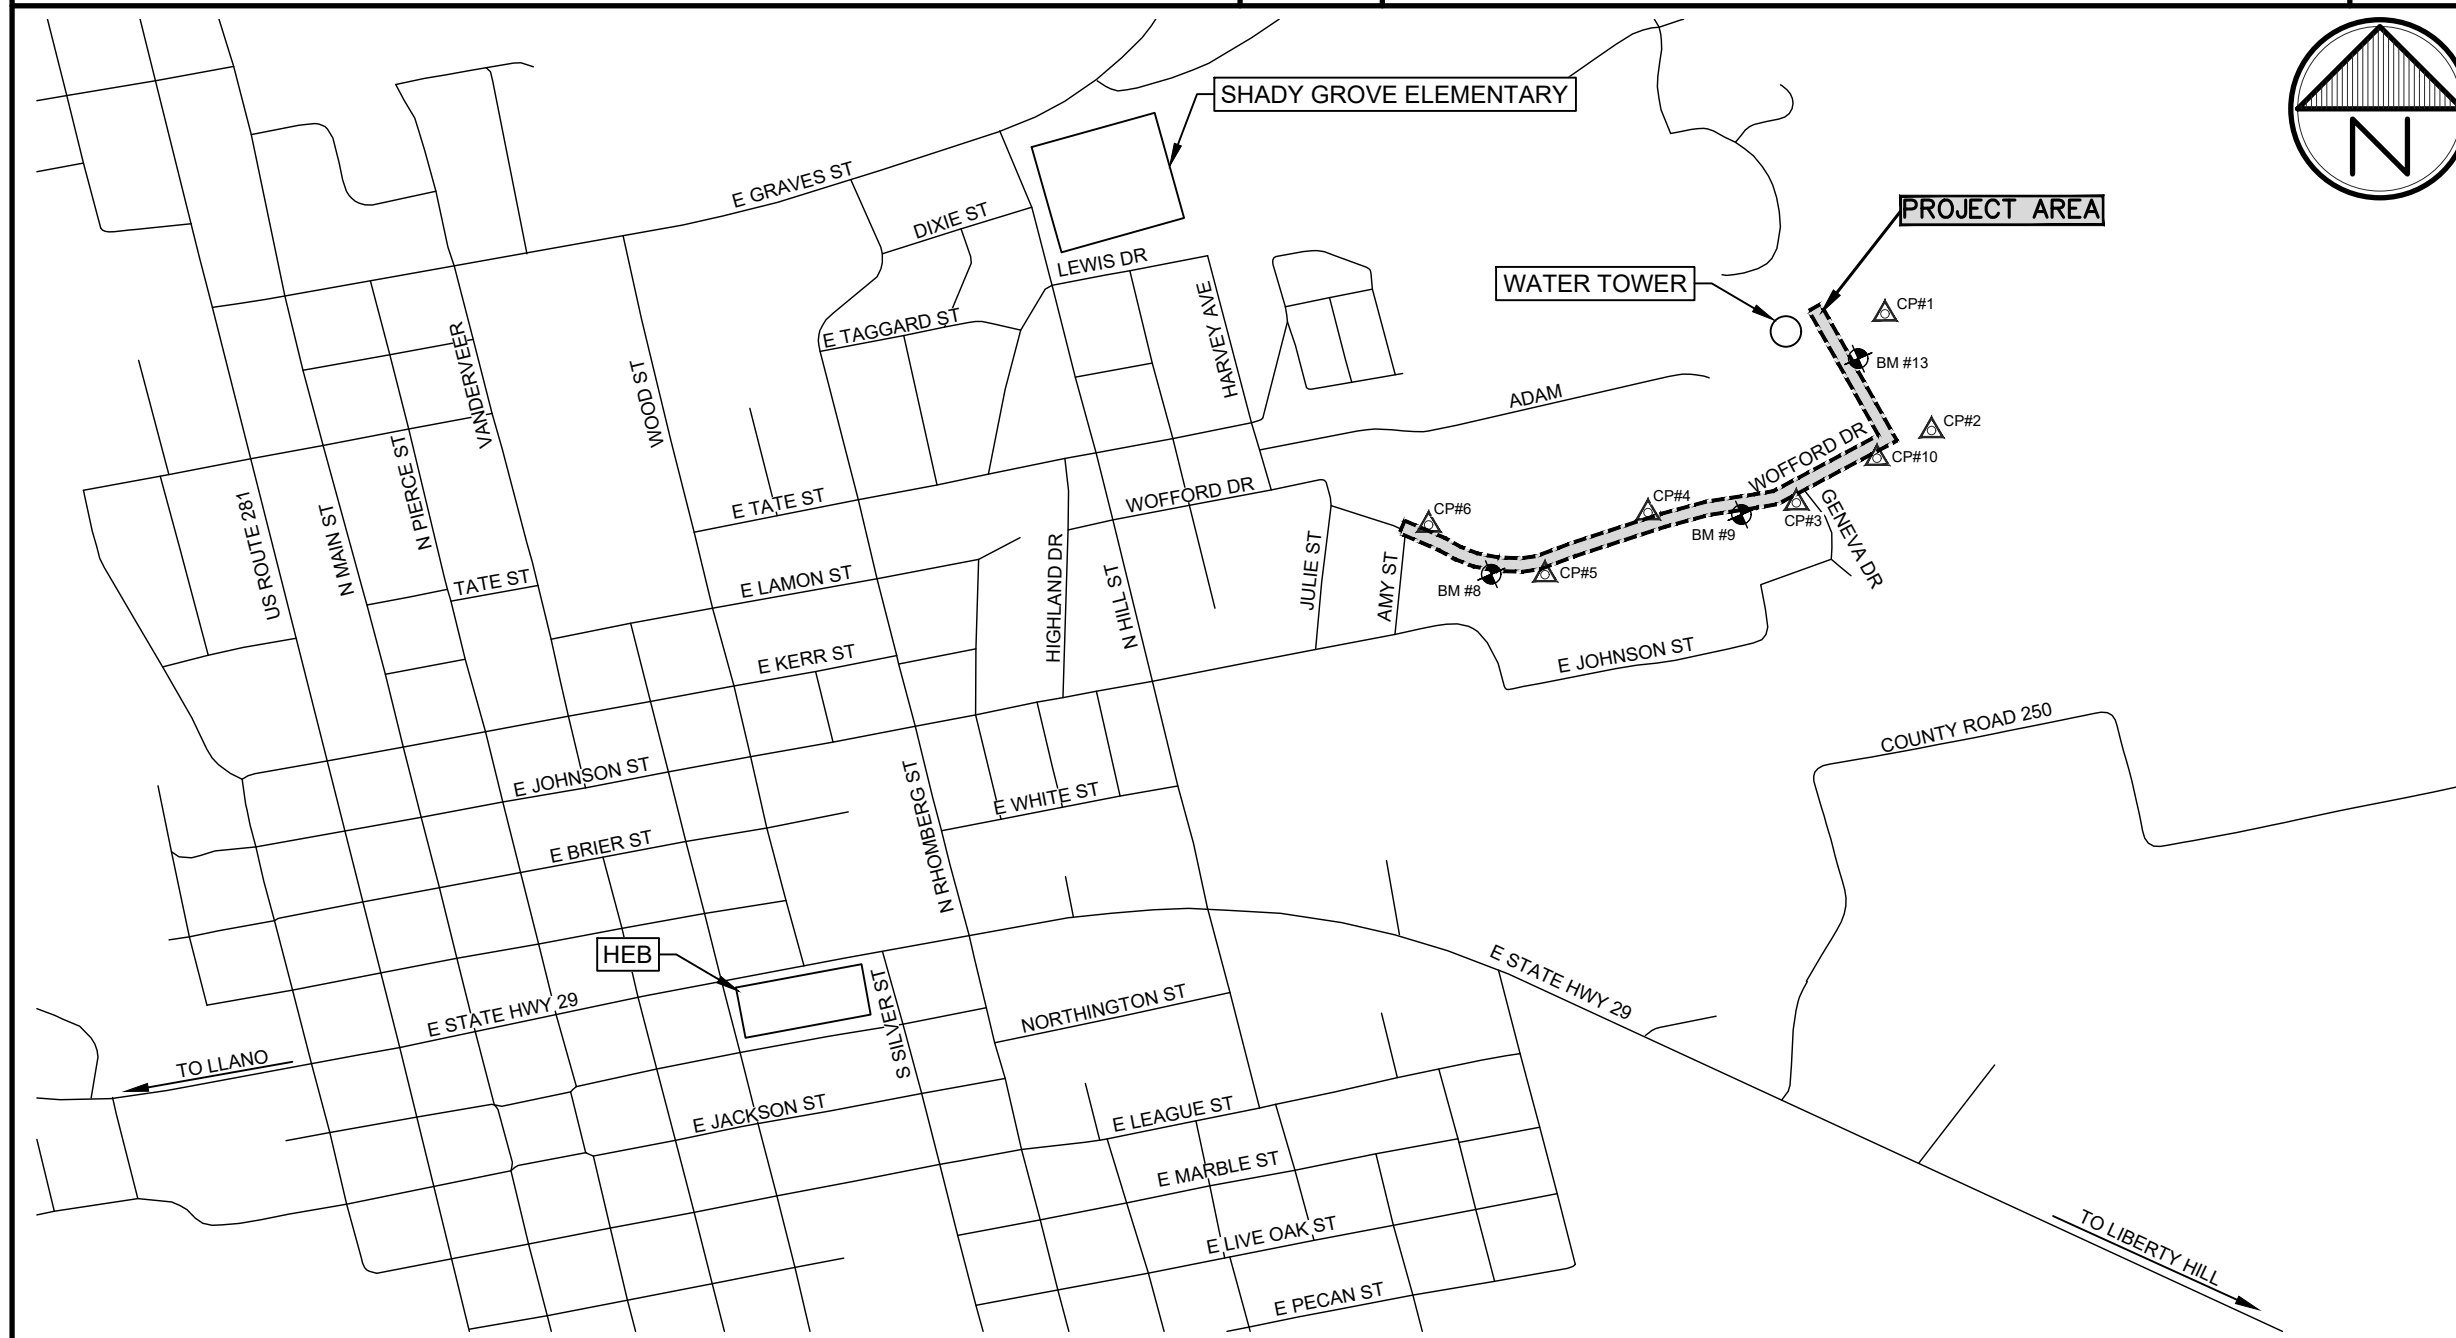 SHADY GROVE ELEMENTARY
N
E GRAVES ST
DIXIE ST
PROJECT AREA
LEWIS DR
WATER TOWER
CP#1
HARVEY AVE
E TAGGARD ST
VANDERVEER
WOOD ST
BM #13
ADAM
CP#2
N PIERCE ST
WOFFORD DR
CP#10
US ROUTE 281
N MAIN ST
E TATE ST
WOFFORD DR
CP#6
CP#4
CP#3
BM #9
GENEVA DR
TATE ST
E LAMON ST
HIGHLAND DR
N HILL ST
JULIE ST
AMY ST
BM #8
CP#5
E KERR ST
E JOHNSON ST
COUNTY ROAD 250
E JOHNSON ST
N RHOMBERG ST
E WHITE ST
E BRIER ST
HEB
E STATE HWY 29
E STATE HWY 29
S SILVER ST
NORTHINGTON ST
TO LLANO
E JACKSON ST
E LEAGUE ST
E MARBLE ST
E LIVE OAK ST
TO LIBERTY HILL
E PECAN ST